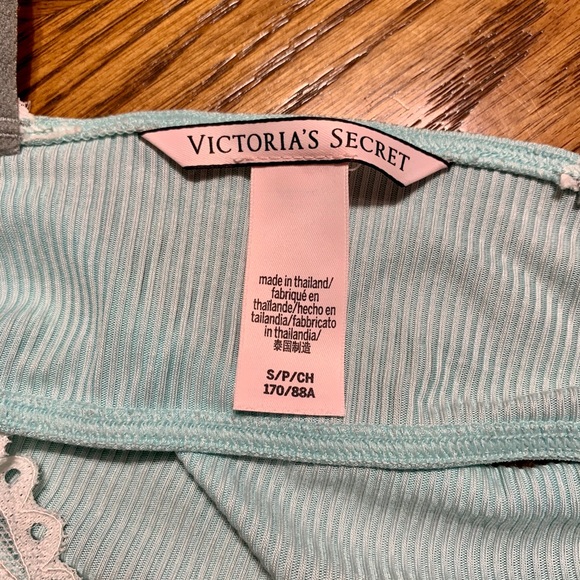 VICTORIA'S SECRET
made in thailand/
fabriqué en
thaïlande/hecho en
tailandia/fabbricato
in thailandia/
泰国制造
S/P/CH
170/88A